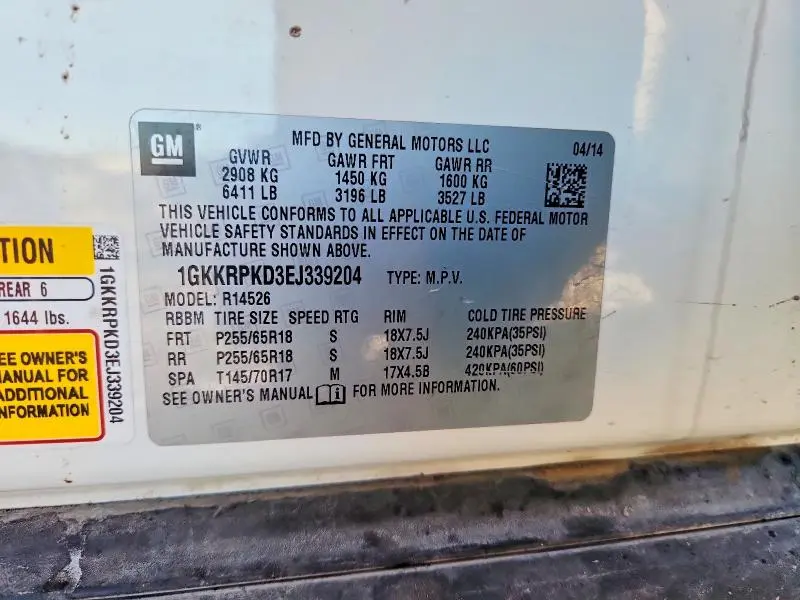 GM
MFD BY GENERAL MOTORS LLC 04/14
GVWR GAWR FRT GAWR RR
2908 KG 1450 KG 1600 KG
6411 LB 3196 LB 3527 LB
THIS VEHICLE CONFORMS TO ALL APPLICABLE U.S. FEDERAL MOTOR
VEHICLE SAFETY STANDARDS IN EFFECT ON THE DATE OF
MANUFACTURE SHOWN ABOVE.
1GKKRPKD3EJ339204 TYPE: M.P.V.
MODEL: R14526
RBBM TIRE SIZE SPEED RTG RIM COLD TIRE PRESSURE
FRT P255/65R18 S 18X7.5J 240KPA(35PSI)
RR P255/65R18 S 18X7.5J 240KPA(35PSI)
SPA T145/70R17 M 17X4.5B 420KPA(60PSI)
SEE OWNER'S MANUAL i FOR MORE INFORMATION.
TION
REAR 6
1644 lbs.
SEE OWNER'S
MANUAL FOR
ADDITIONAL
INFORMATION
1GKKRPKD3EJ339204